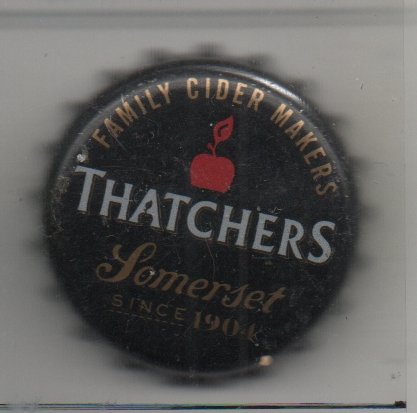 FAMILY CIDER MAKERS
THATCHERS
Somerset
SINCE 1904